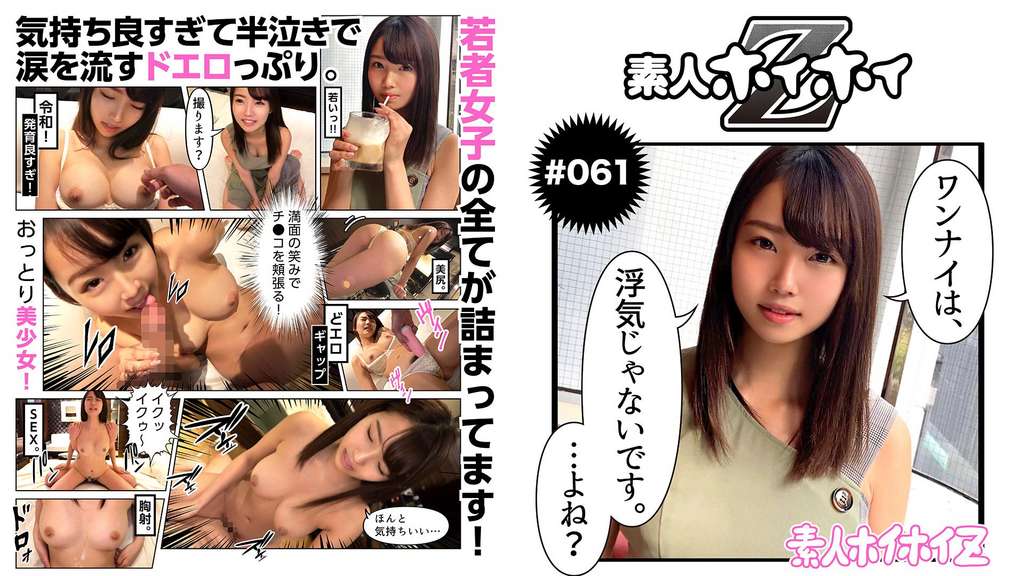 気持ち良すぎて半泣きで
涙を流すドエロっぷり。
若者女子の全てが詰まってます!
令和!
発育良すぎ!
撮ります?
若いっ!!
おっとり美少女!
満面の笑みで
チ●コを頬張る!
美尻。
どエロ
ギャップ
SEX。
イクッ
イクゥ〜
胸射。
ドロォ
ほんと
気持ちいい…
素人ホイホイZ
#061
ワンナイは、
浮気じゃないです。
…よね?
素人ホイホイZ